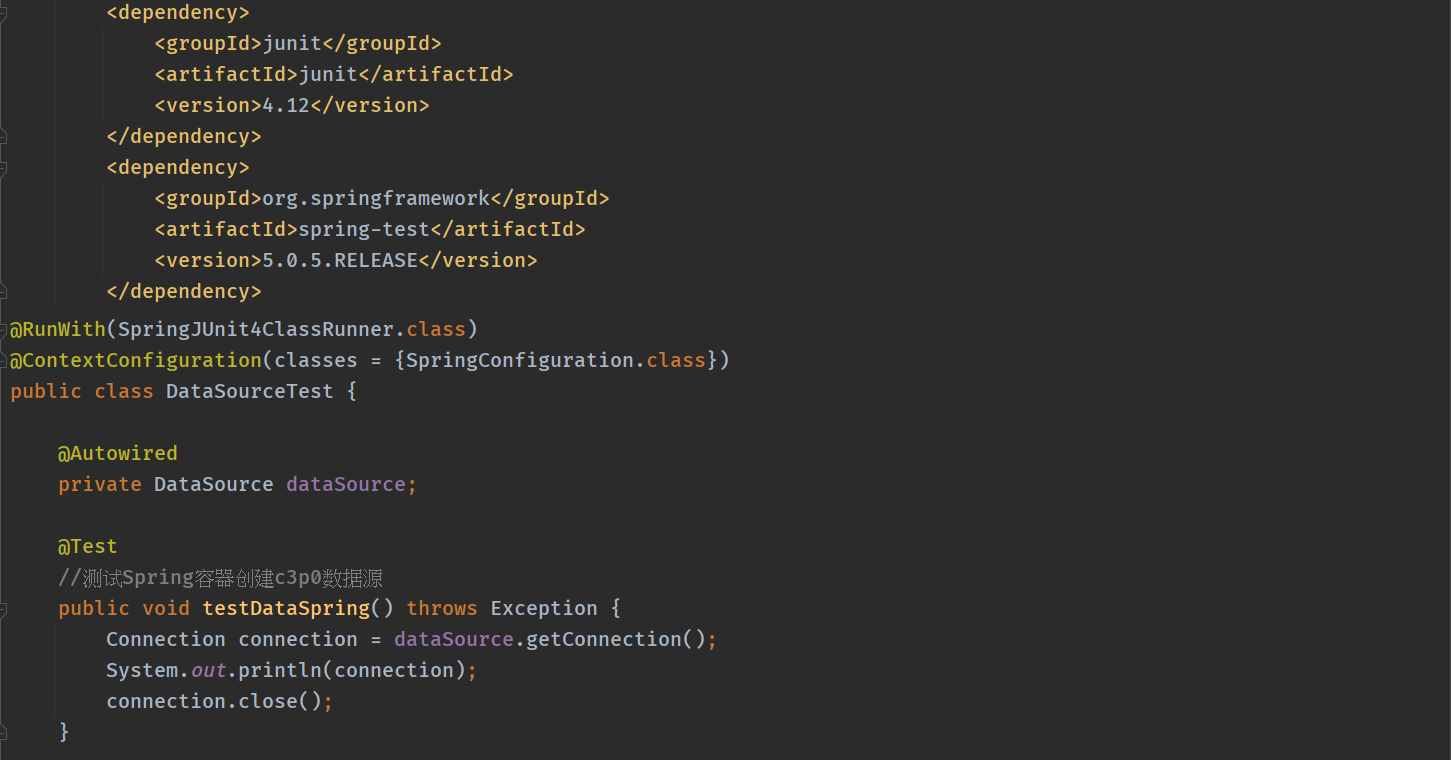 <dependency>
<groupId>junit</groupId>
<artifactId>junit</artifactId>
<version>4.12</version>
</dependency>
<dependency>
<groupId>org.springframework</groupId>
<artifactId>spring-test</artifactId>
<version>5.0.5.RELEASE</version>
</dependency>
@RunWith(SpringJUnit4ClassRunner.class)
@ContextConfiguration(classes = {SpringConfiguration.class})
public class DataSourceTest {
@Autowired
private DataSource dataSource;
@Test
//测试Spring容器创建c3p0数据源
public void testDataSpring() throws Exception {
Connection connection = dataSource.getConnection();
System.out.println(connection);
connection.close();
}